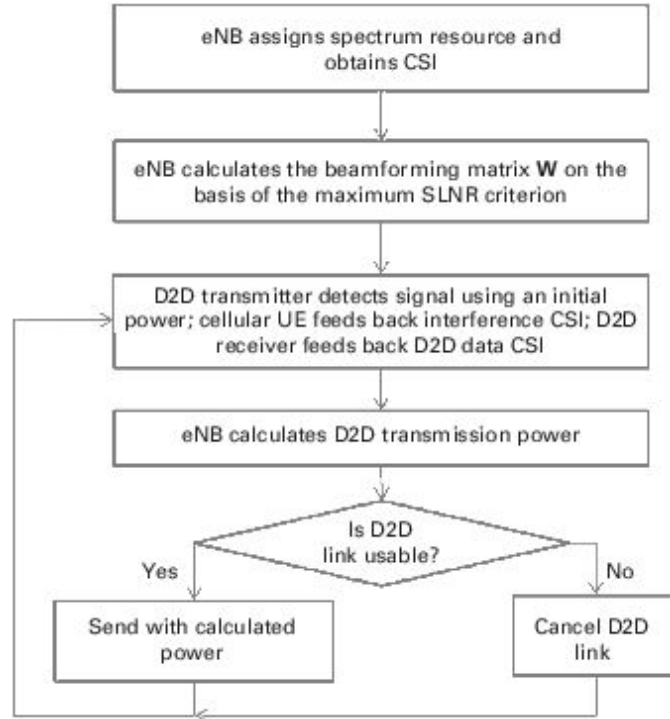 eNB assigns spectrum resource and
obtains CSI
eNB calculates the beamforming matrix W on the
basis of the maximum SLNR criterion
D2D transmitter detects signal using an initial
power; cellular UE feeds back interference CSI; D2D
receiver feeds back D2D data CSI
eNB calculates D2D transmission power
Is D2D
link usable?
Yes
No
Send with calculated
power
Cancel D2D
link